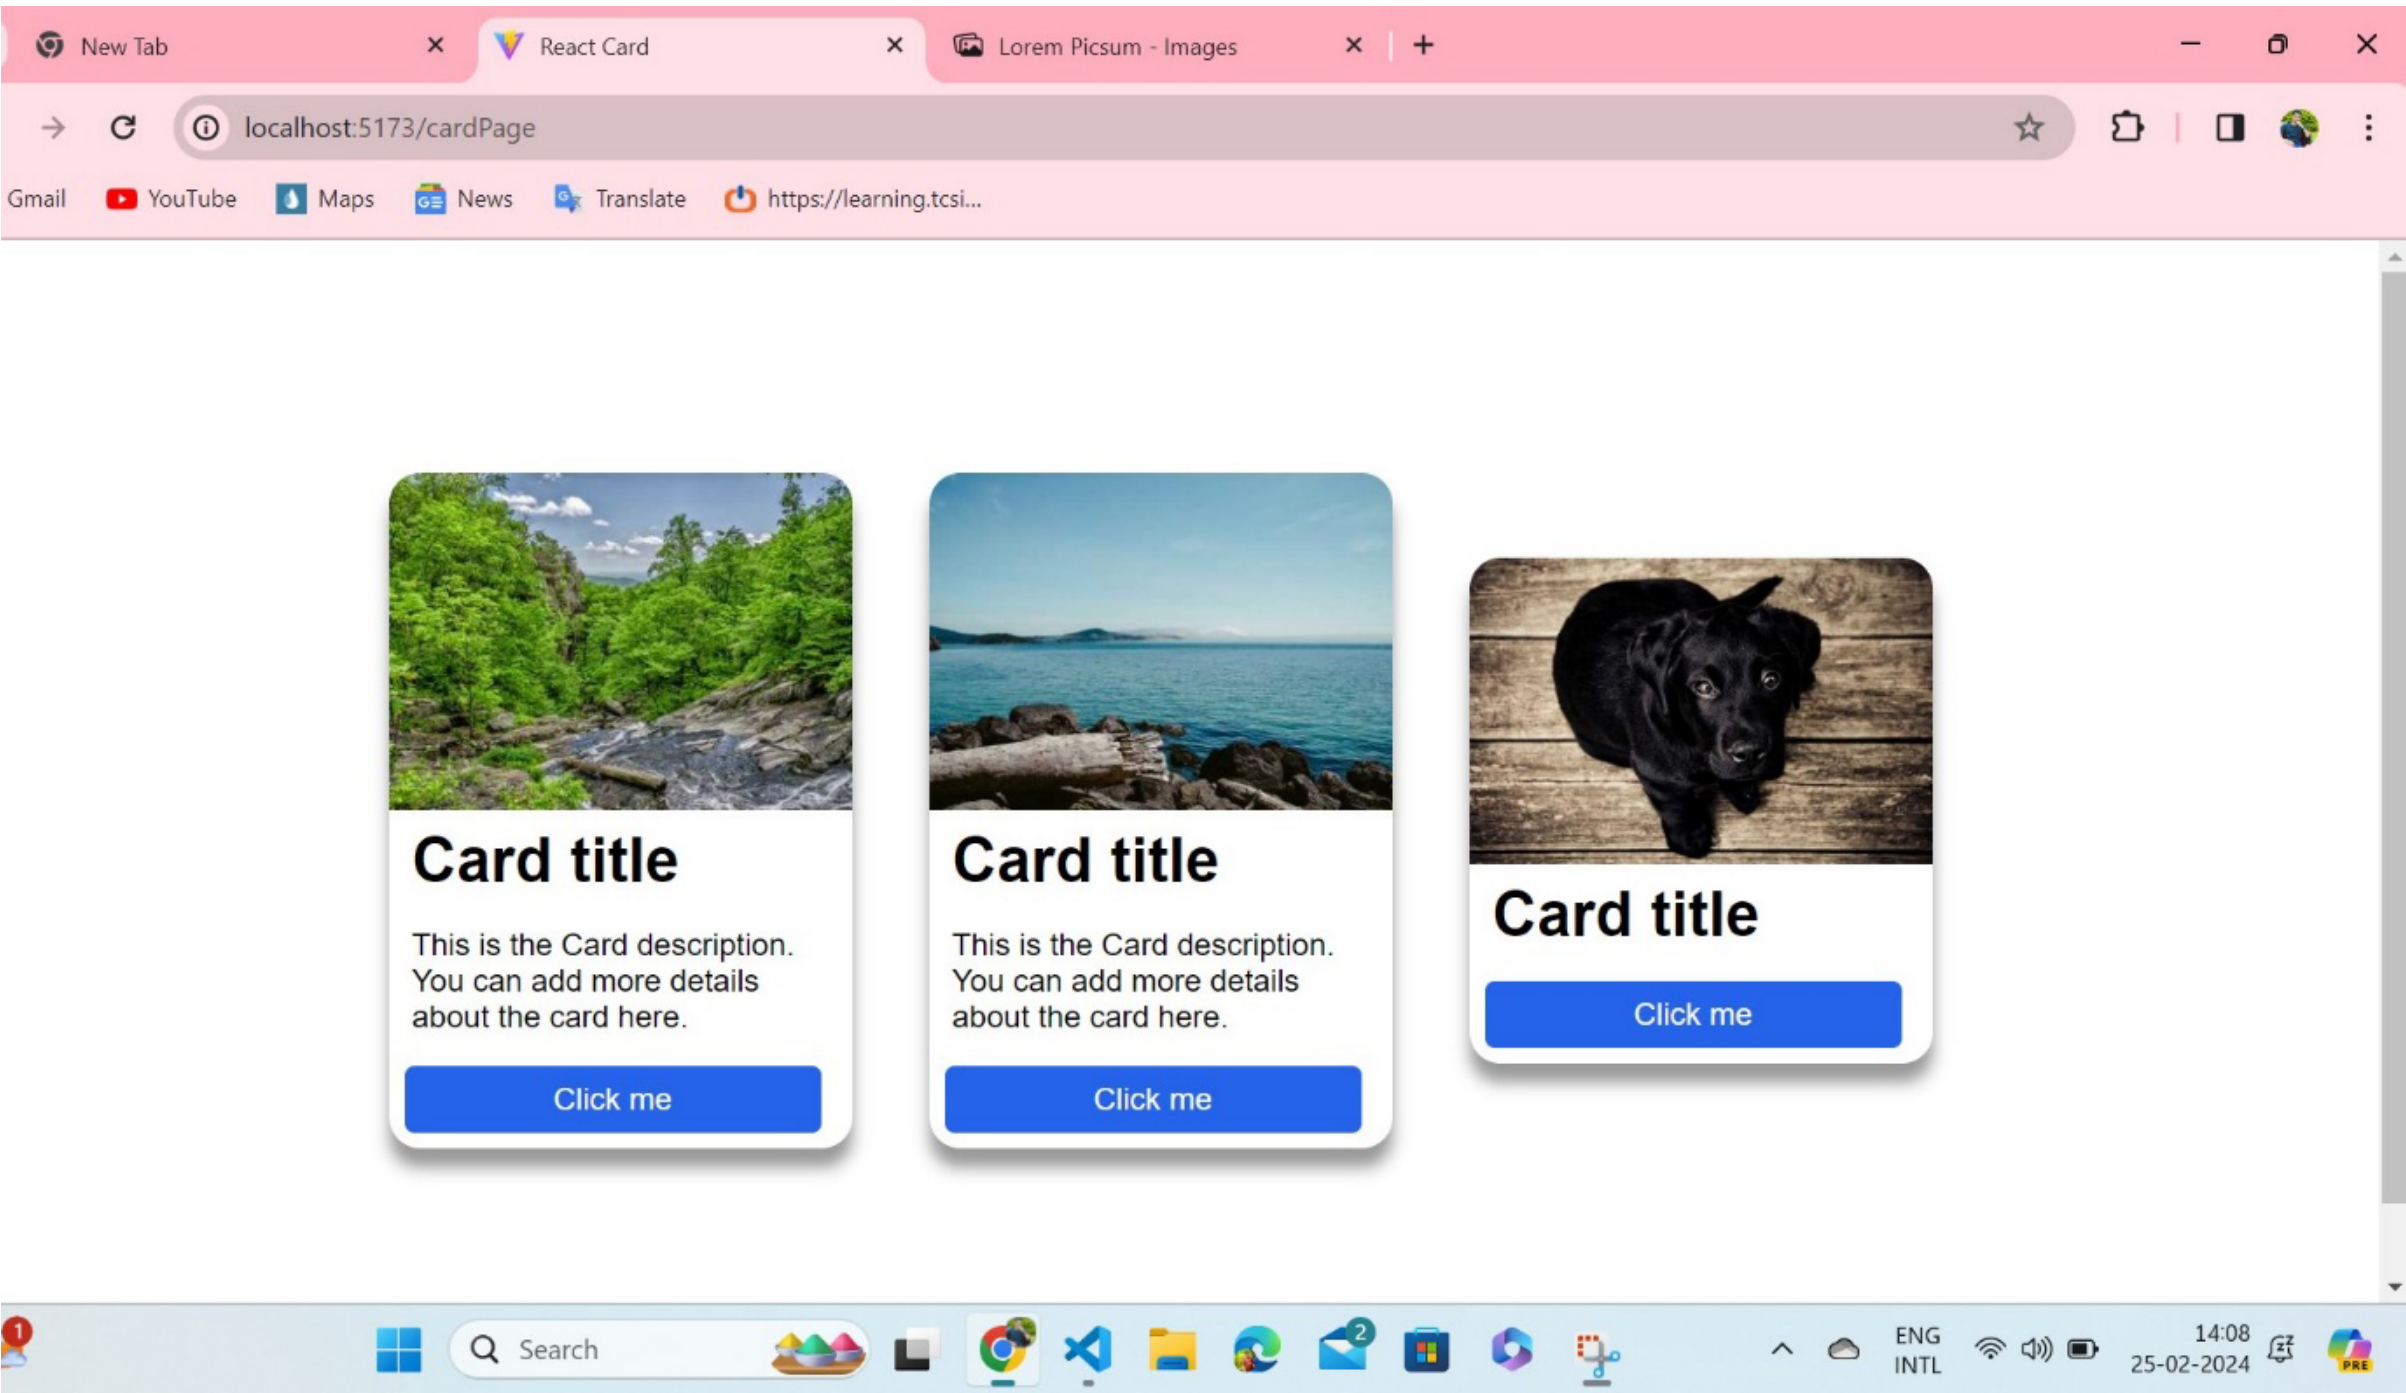 New Tab
React Card
Lorem Picsum - Images
localhost:5173/cardPage
Gmail
YouTube
Maps
News
Translate
https://learning.tcsi...
Card title
This is the Card description.
You can add more details
about the card here.
Click me
Card title
This is the Card description.
You can add more details
about the card here.
Click me
Card title
Click me
1
Search
2
ENG
INTL
14:08
25-02-2024
PRE